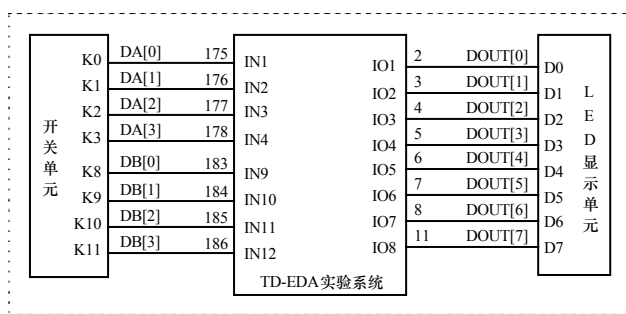 K0 DA[0] 175 IN1 IO1 2 DOUT[0] D0
K1 DA[1] 176 IN2 IO2 3 DOUT[1] D1
K2 DA[2] 177 IN3 IO3 4 DOUT[2] D2
K3 DA[3] 178 IN4 IO4 5 DOUT[3] D3
K8 DB[0] 183 IN9 IO5 6 DOUT[4] D4
K9 DB[1] 184 IN10 IO6 7 DOUT[5] D5
K10 DB[2] 185 IN11 IO7 8 DOUT[6] D6
K11 DB[3] 186 IN12 IO8 11 DOUT[7] D7
开关单元
TD-EDA实验系统
LED显示单元